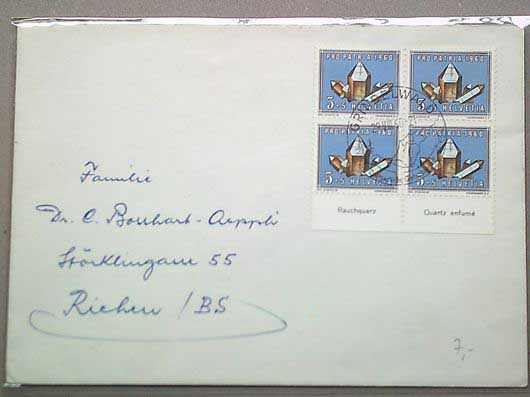 PRO PATRIA 1960
5+5 HELVETIA
PRO PATRIA 1960
5+5 HELVETIA
PRO PATRIA 1960
5+5 HELVETIA
PRO PATRIA 1960
5+5 HELVETIA
Rauchquarz
Quartz enfumé
Familie
Dr. C. Bouhart-Aeppli
Störklingasse 55
Riehen / BS
7,-